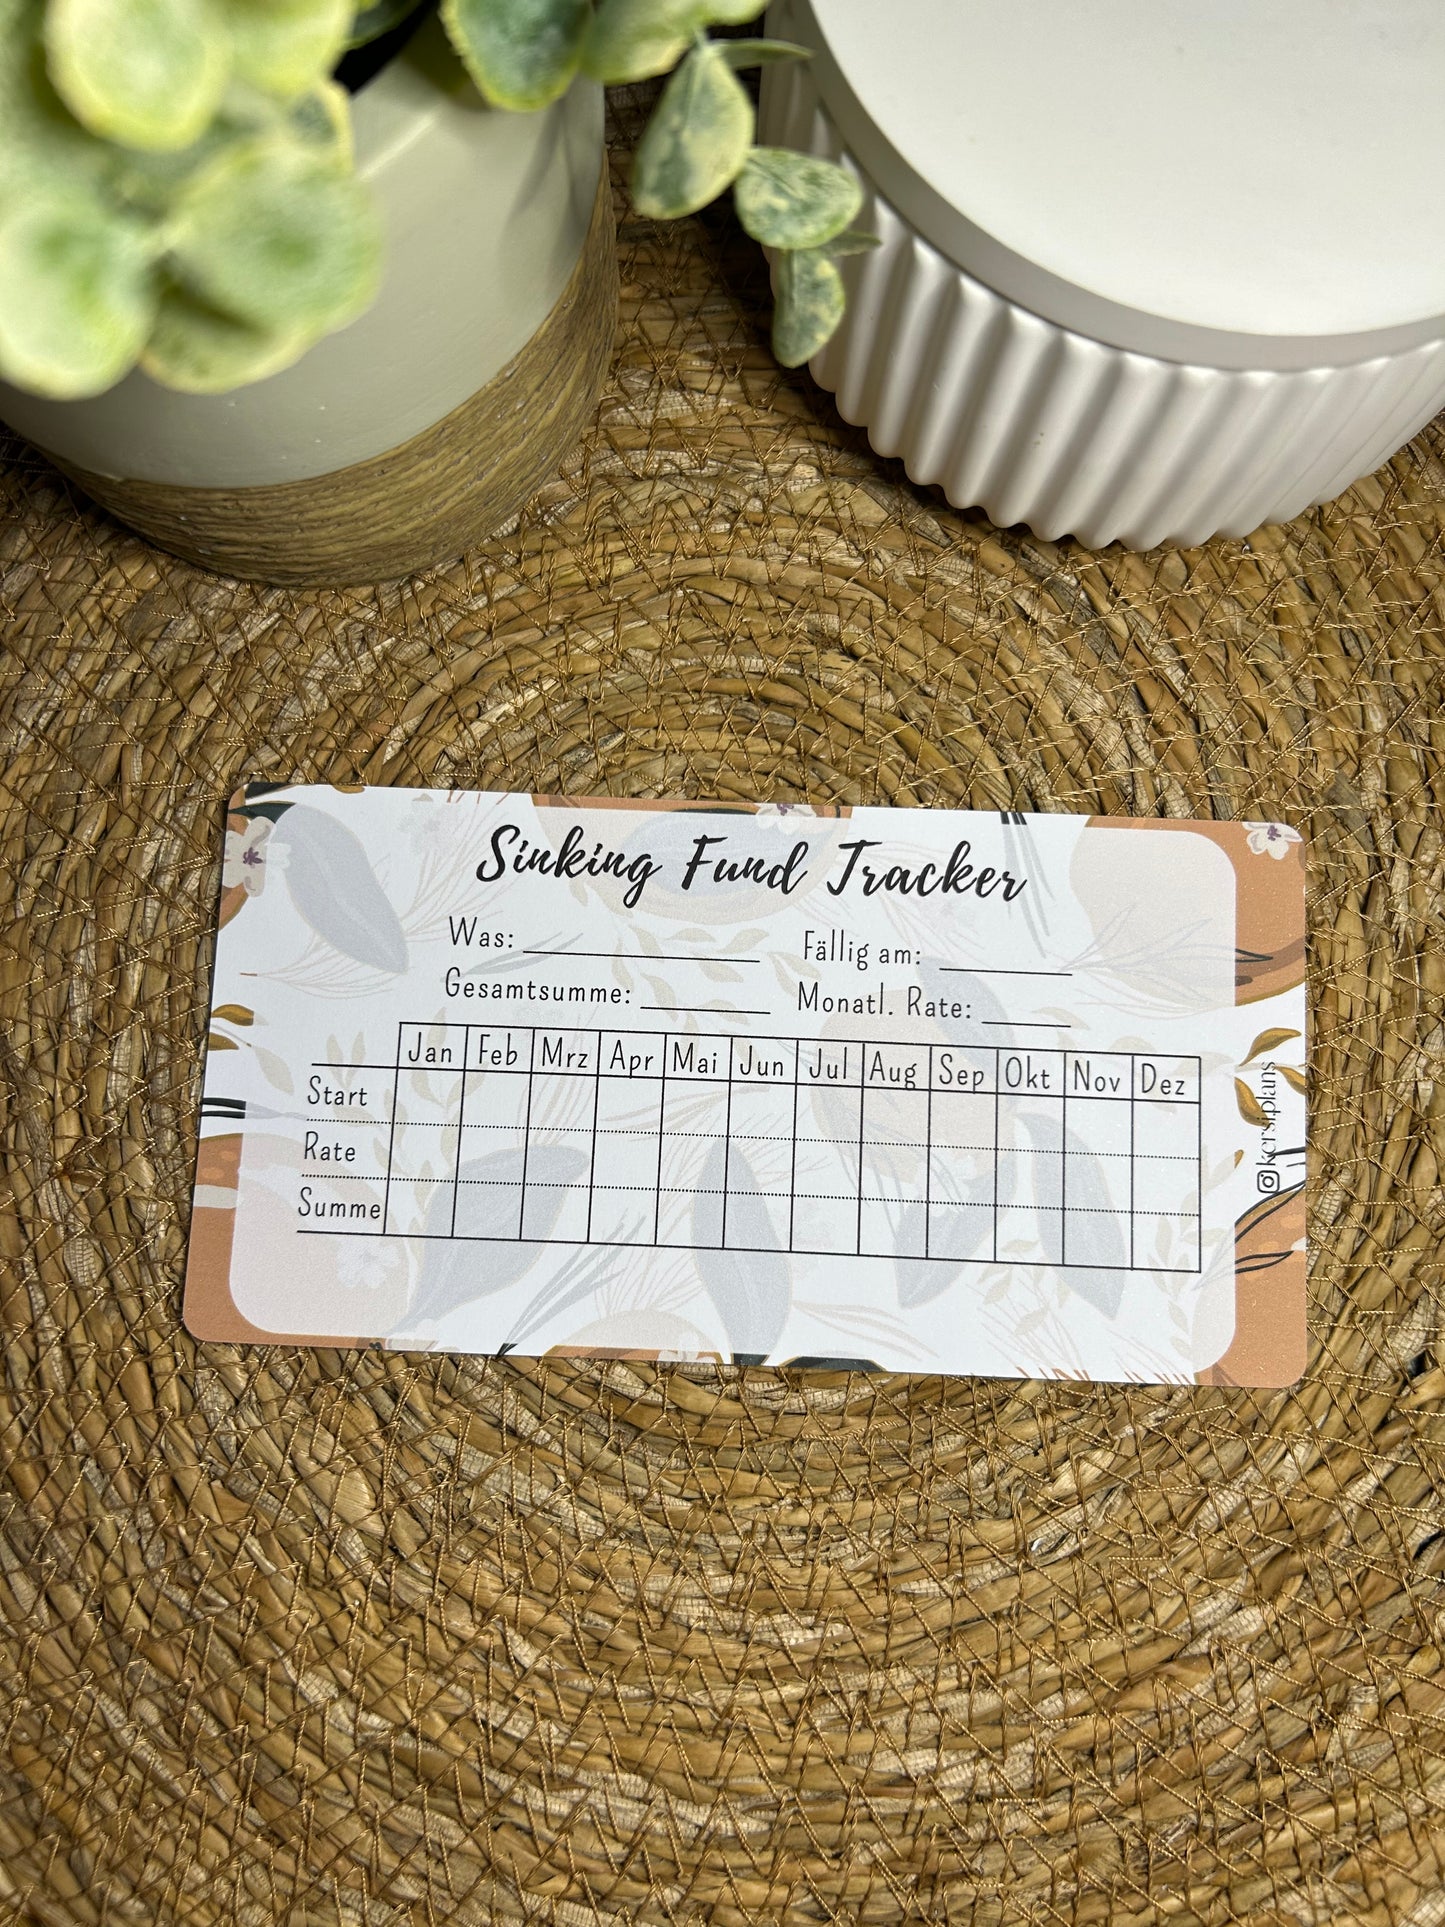 Sinking Fund Tracker
Was: Fällig am:
Gesamtsumme: Monatl. Rate:
Jan Feb Mrz Apr Mai Jun Jul Aug Sep Okt Nov Dez
Start
Rate
Summe
kersplans